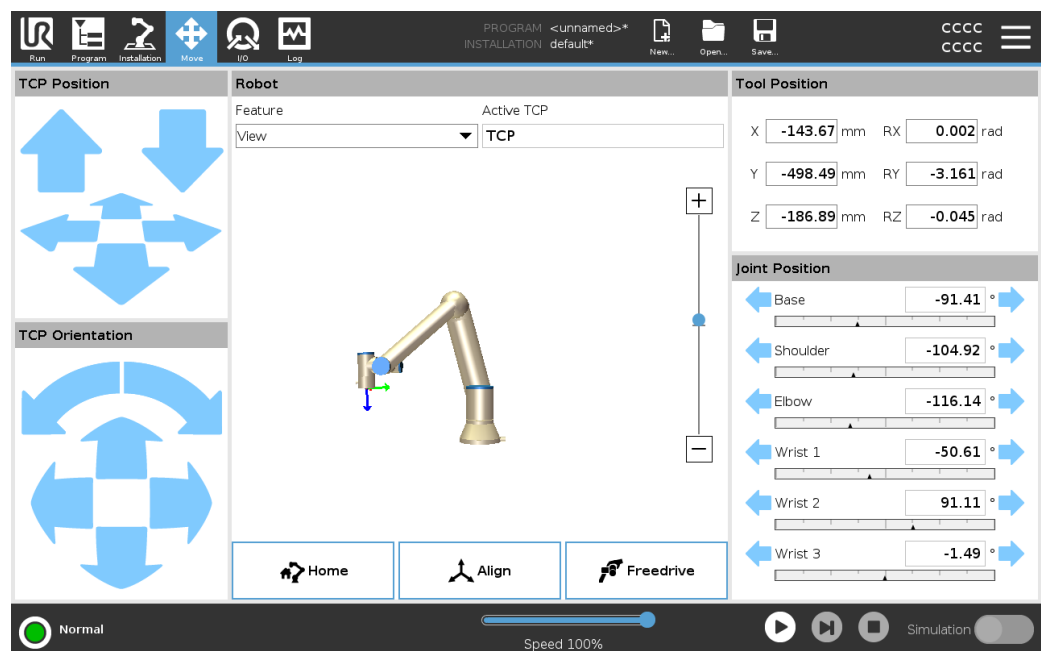 PROGRAM <unnamed>*
INSTALLATION default*
UR
Run
Program
Installation
Move
I/O
Log
New...
Open...
Save...
CCCC
CCCC
TCP Position
TCP Orientation
Robot
Feature
Active TCP
View
TCP
Home
Align
Freedrive
Tool Position
X -143.67 mm RX 0.002 rad
Y -498.49 mm RY -3.161 rad
Z -186.89 mm RZ -0.045 rad
Joint Position
Base -91.41 °
Shoulder -104.92 °
Elbow -116.14 °
Wrist 1 -50.61 °
Wrist 2 91.11 °
Wrist 3 -1.49 °
Normal
Speed 100%
Simulation